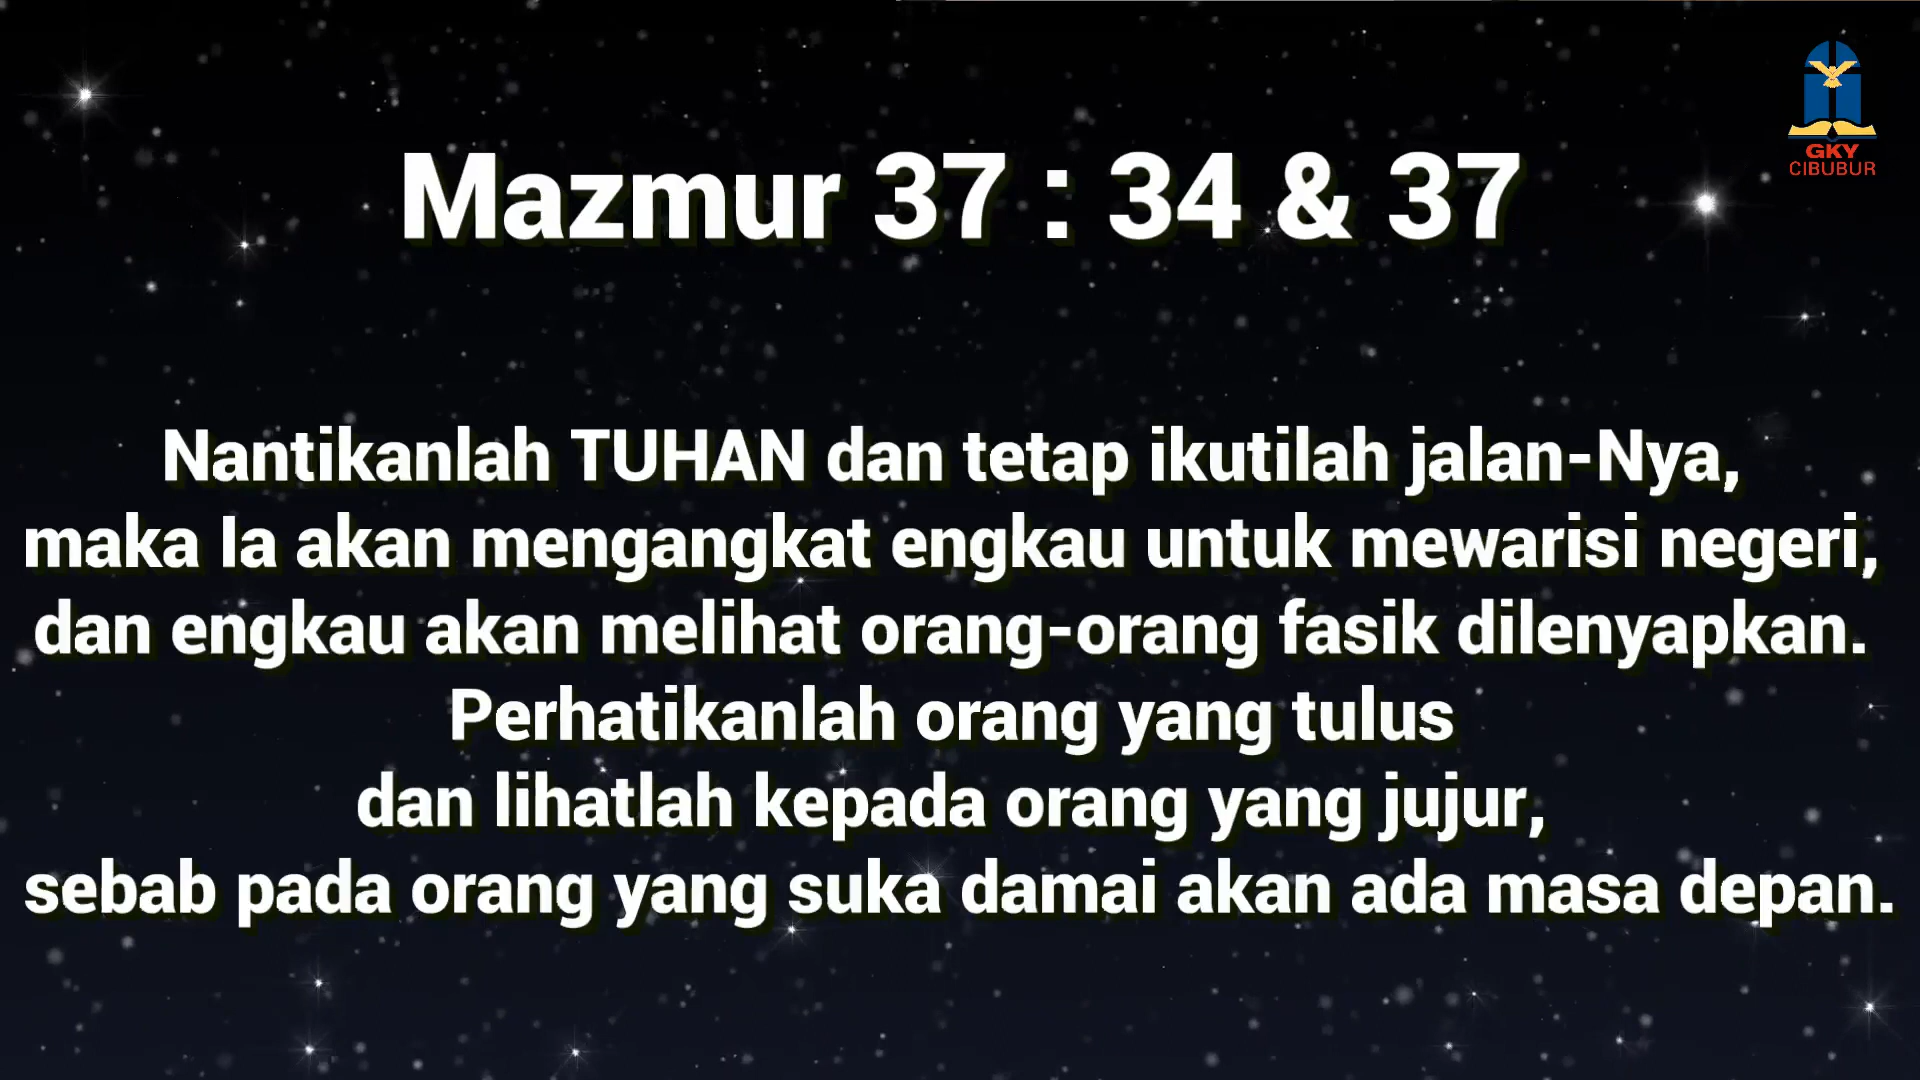 GKY
CIBUBUR
Mazmur 37 : 34 & 37
Nantikanlah TUHAN dan tetap ikutilah jalan-Nya,
maka Ia akan mengangkat engkau untuk mewarisi negeri,
dan engkau akan melihat orang-orang fasik dilenyapkan.
Perhatikanlah orang yang tulus
dan lihatlah kepada orang yang jujur,
sebab pada orang yang suka damai akan ada masa depan.